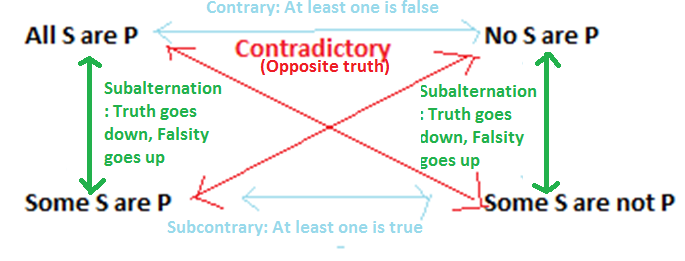 Contrary: At least one is false
All S are P
No S are P
Contradictory
(Opposite truth)
Subalternation
: Truth goes
down, Falsity
goes up
Subalternation
: Truth goes
down, Falsity
goes up
Some S are P
Some S are not P
Subcontrary: At least one is true